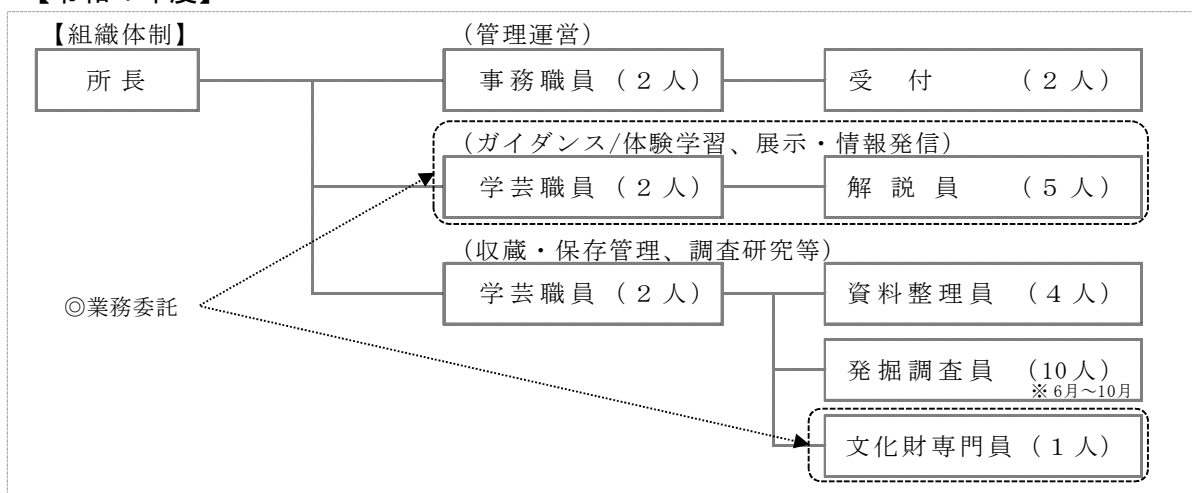 【組織体制】
(管理運営)
所長
事務職員（２人）
受付 （２人）
(ガイダンス/体験学習、展示・情報発信)
学芸職員（２人）
解説員 （５人）
(収蔵・保存管理、調査研究等)
学芸職員（２人）
資料整理員 （４人）
◎業務委託
発掘調査員 （10人）
※6月～10月
文化財専門員（１人）